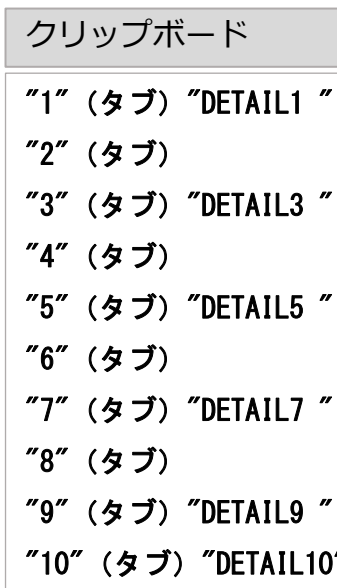 クリップボード
"1" (タブ) "DETAIL1 "
"2" (タブ)
"3" (タブ) "DETAIL3 "
"4" (タブ)
"5" (タブ) "DETAIL5 "
"6" (タブ)
"7" (タブ) "DETAIL7 "
"8" (タブ)
"9" (タブ) "DETAIL9 "
"10" (タブ) "DETAIL10"